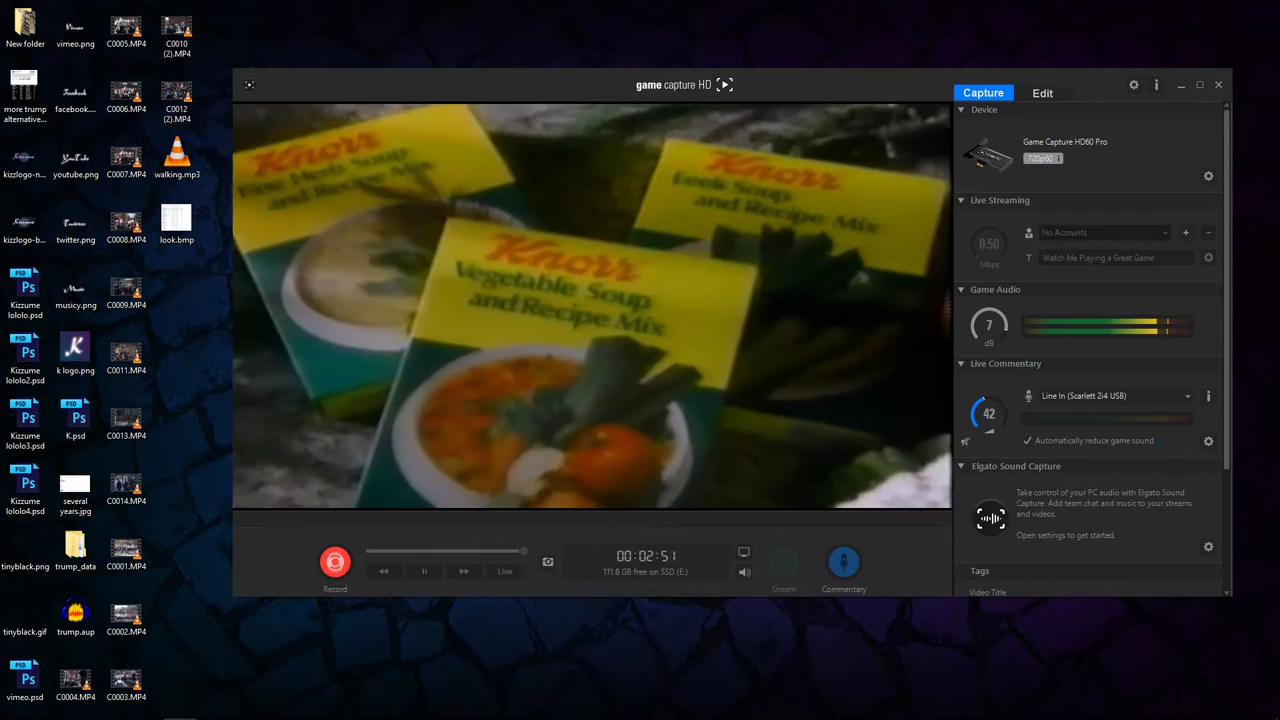 New folder
vimeo.png
C0005.MP4
C0010
(2).MP4
more trump
alternative...
facebook....
C0006.MP4
C0012
(2).MP4
kizzlogo-n...
youtube.png
C0007.MP4
walking.mp3
kizzlogo-b...
twitter.png
C0008.MP4
look.bmp
Kizzume
lololo.psd
musicy.png
C0009.MP4
Kizzume
lololo2.psd
k logo.png
C0011.MP4
Kizzume
lololo3.psd
K.psd
C0013.MP4
Kizzume
lololo4.psd
several
years.jpg
C0014.MP4
tinyblack.png
trump_data
C0001.MP4
tinyblack.gif
trump.aup
C0002.MP4
vimeo.psd
C0004.MP4
C0003.MP4
game capture HD
Knorr
Fine Herb Soup
and Recipe Mix
Knorr
Leek Soup
and Recipe Mix
Knorr
Vegetable Soup
and Recipe Mix
Record
Live
00:02:51
111.8 GB free on SSD (E:)
Stream
Commentary
Capture
Edit
Device
Game Capture HD60 Pro
720p60 i
Live Streaming
0.50
Mbps
No Accounts
Watch Me Playing a Great Game
Game Audio
7
dB
Live Commentary
42
Line In (Scarlett 2i4 USB)
Automatically reduce game sound
Elgato Sound Capture
Take control of your PC audio with Elgato Sound
Capture. Add team chat and music to your streams
and videos.
Open settings to get started.
Tags
Video Title